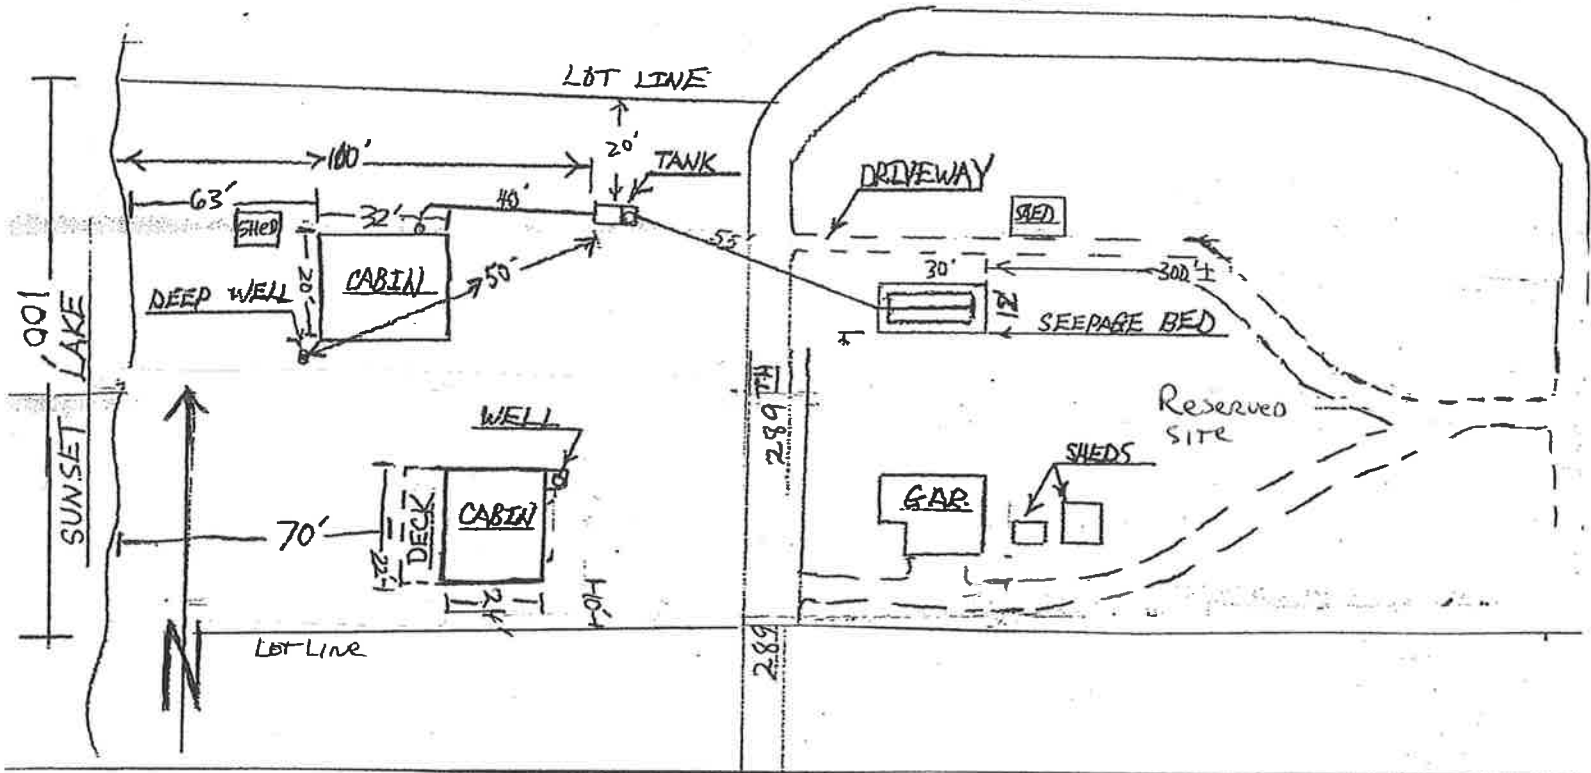 LOT LINE
100'
20'
TANK
DRIVEWAY
63'
SHED
32'
40'
SHED
55'
20'
CABIN
50'
DEEP WELL
30'
300'±
12'
SEEPAGE BED
100'
SUNSET LAKE
289 TH
Reserved
Site
WELL
SHEDS
DECK
CABIN
GAR.
70'
22'
24'
10'
LOT LINE
N
289